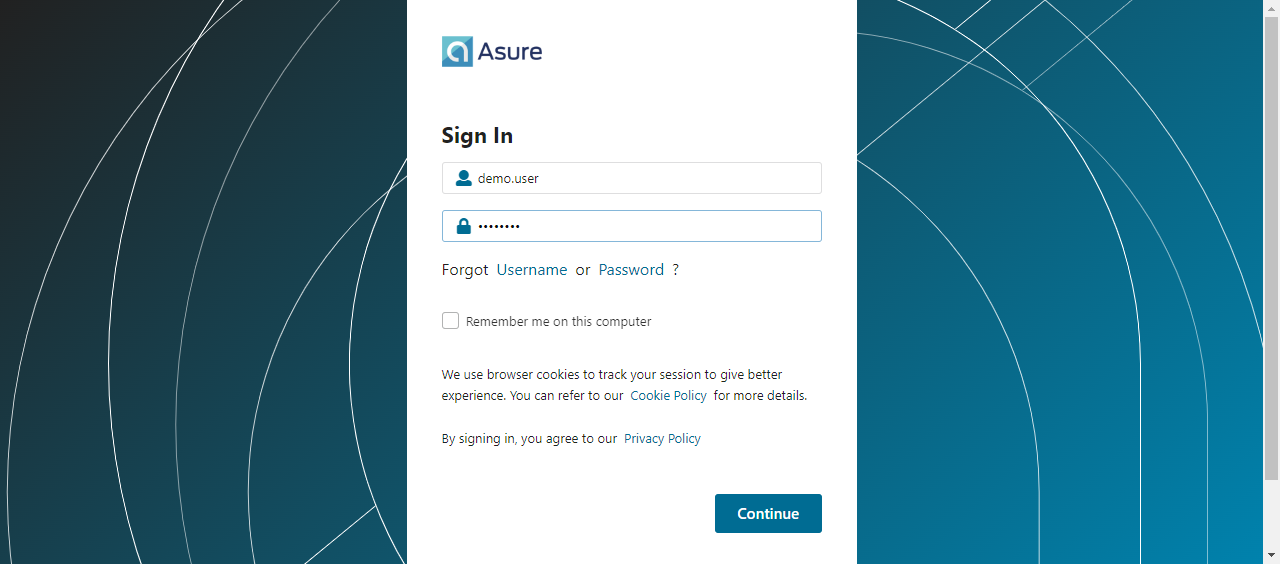 Asure
Sign In
demo.user
••••••••
Forgot Username or Password ?
Remember me on this computer
We use browser cookies to track your session to give better
experience. You can refer to our Cookie Policy for more details.
By signing in, you agree to our Privacy Policy
Continue